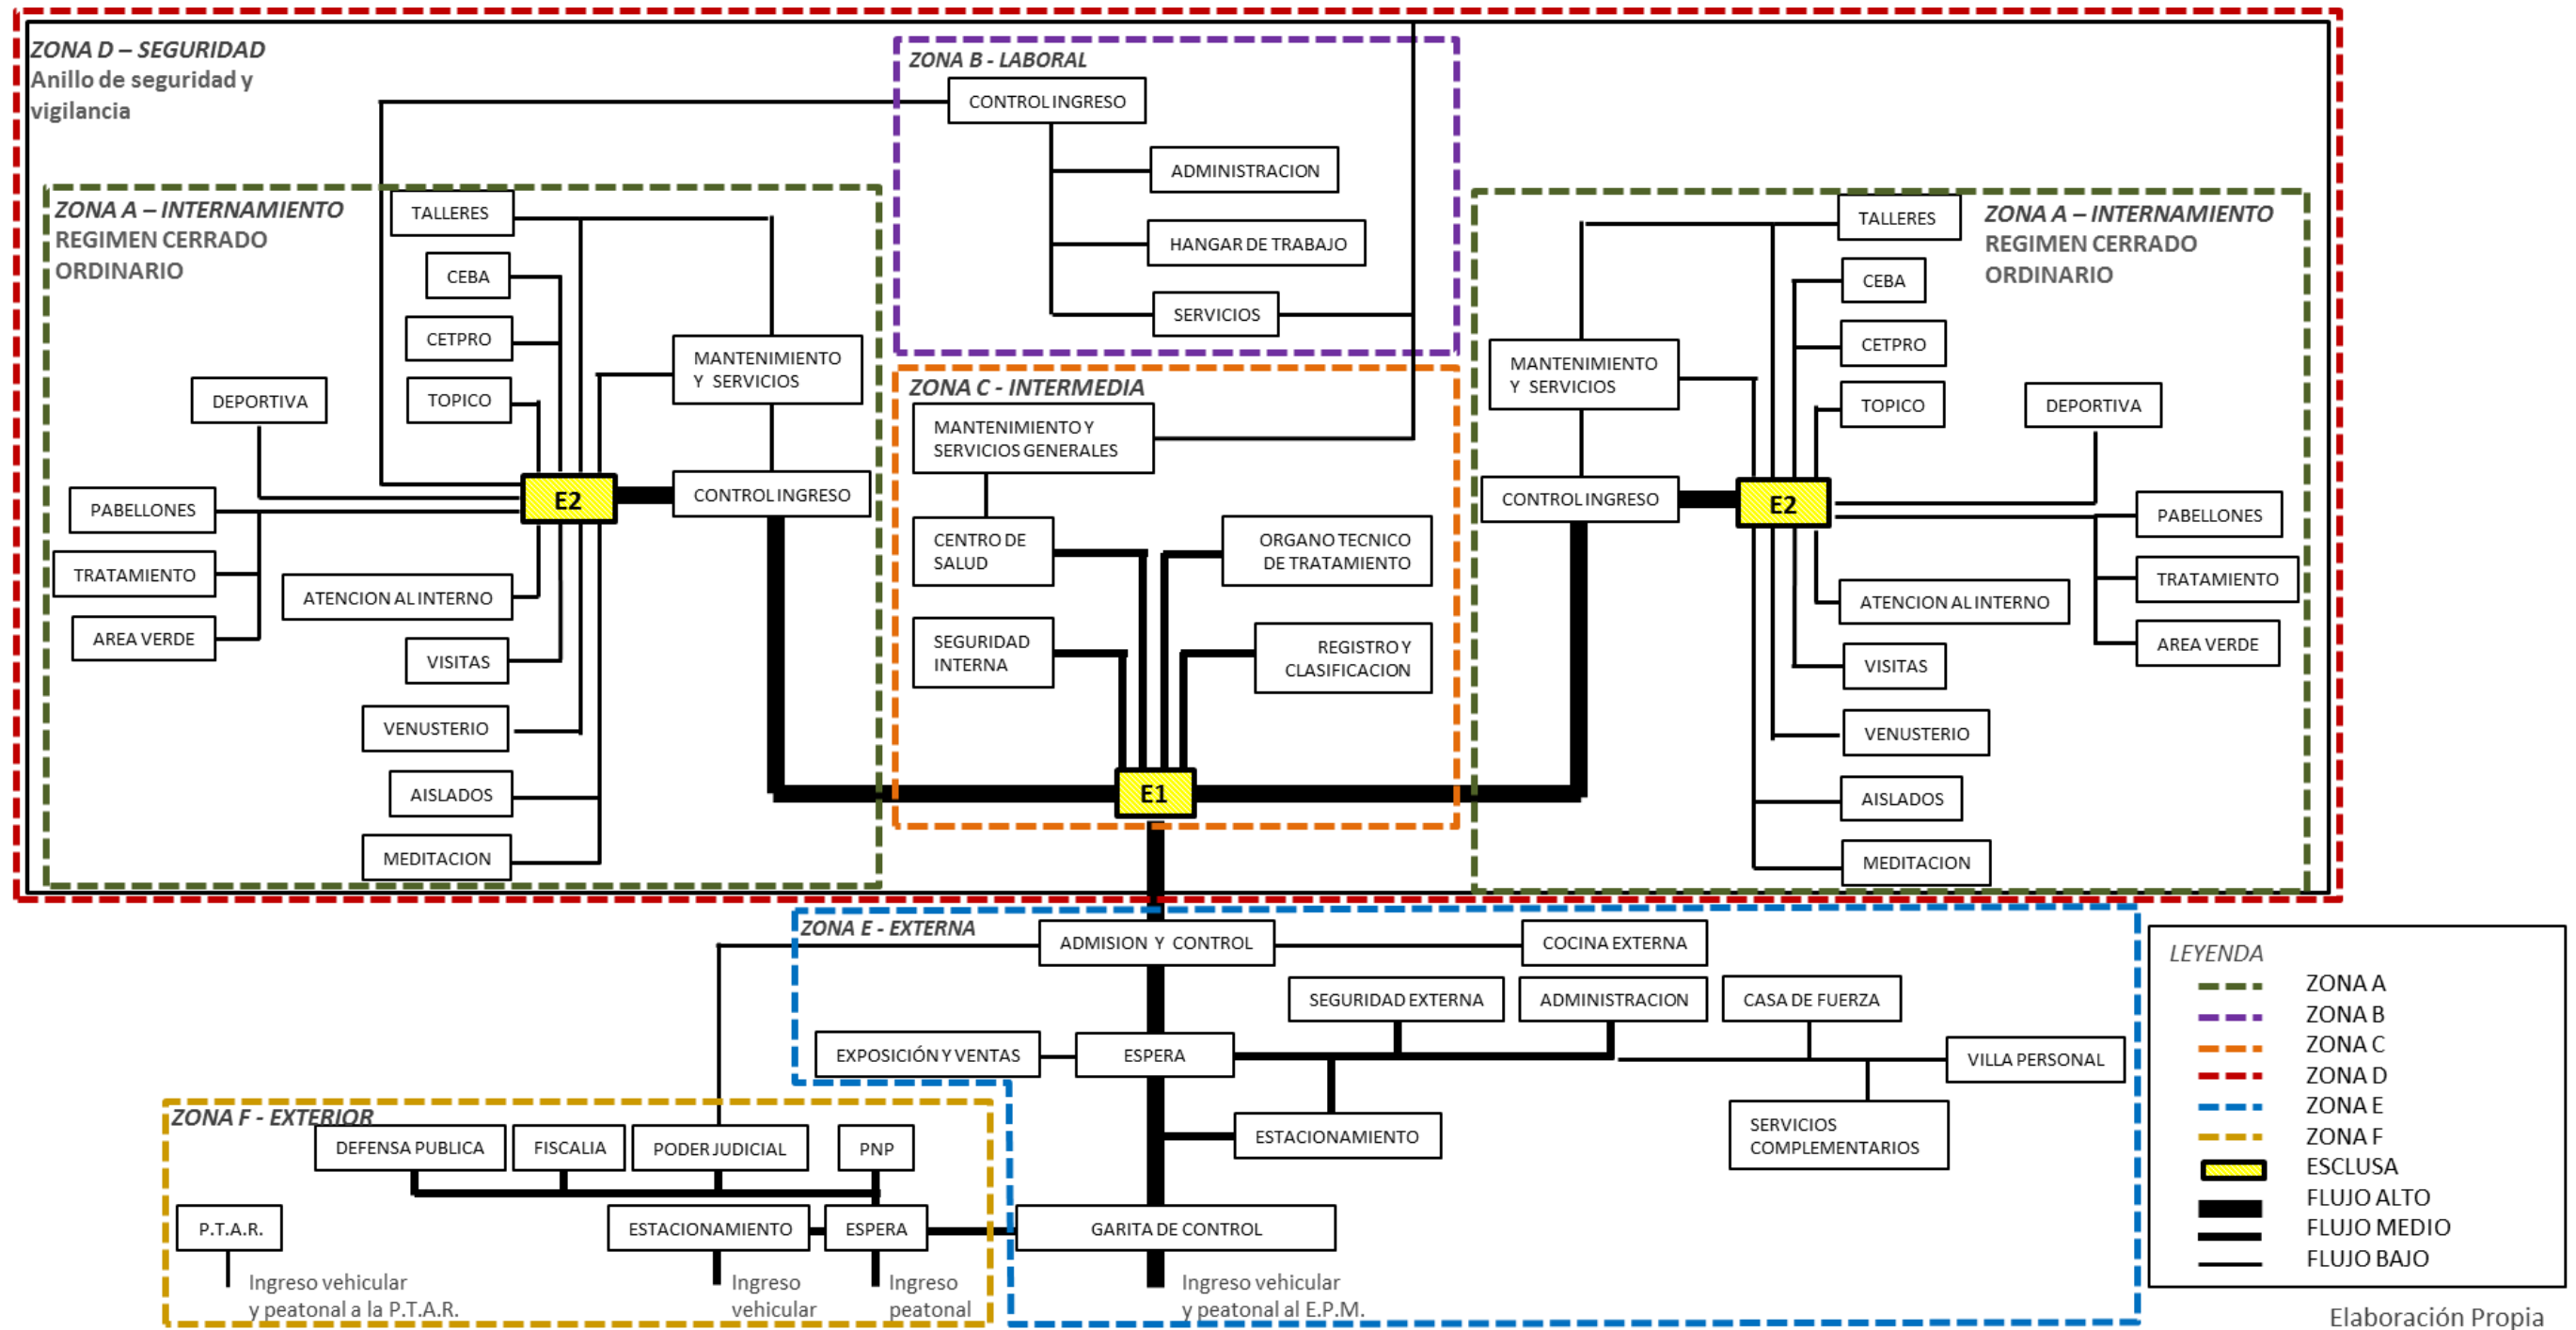 ZONA D – SEGURIDAD
Anillo de seguridad y
vigilancia
ZONA B - LABORAL
CONTROL INGRESO
ADMINISTRACION
HANGAR DE TRABAJO
SERVICIOS
ZONA A – INTERNAMIENTO
REGIMEN CERRADO
ORDINARIO
TALLERES
CEBA
CETPRO
TOPICO
MANTENIMIENTO
Y SERVICIOS
DEPORTIVA
E2
CONTROL INGRESO
PABELLONES
TRATAMIENTO
AREA VERDE
ATENCION AL INTERNO
VISITAS
VENUSTERIO
AISLADOS
MEDITACION
ZONA C - INTERMEDIA
MANTENIMIENTO Y
SERVICIOS GENERALES
CENTRO DE
SALUD
ORGANO TECNICO
DE TRATAMIENTO
SEGURIDAD
INTERNA
REGISTRO Y
CLASIFICACION
E1
ZONA A – INTERNAMIENTO
REGIMEN CERRADO
ORDINARIO
TALLERES
CEBA
CETPRO
TOPICO
MANTENIMIENTO
Y SERVICIOS
DEPORTIVA
CONTROL INGRESO
E2
PABELLONES
TRATAMIENTO
AREA VERDE
ATENCION AL INTERNO
VISITAS
VENUSTERIO
AISLADOS
MEDITACION
ZONA E - EXTERNA
ADMISION Y CONTROL
COCINA EXTERNA
SEGURIDAD EXTERNA
ADMINISTRACION
CASA DE FUERZA
EXPOSICIÓN Y VENTAS
ESPERA
VILLA PERSONAL
ESTACIONAMIENTO
SERVICIOS
COMPLEMENTARIOS
GARITA DE CONTROL
Ingreso vehicular
y peatonal al E.P.M.
ZONA F - EXTERIOR
DEFENSA PUBLICA
FISCALIA
PODER JUDICIAL
PNP
P.T.A.R.
ESTACIONAMIENTO
ESPERA
Ingreso vehicular
y peatonal a la P.T.A.R.
Ingreso
vehicular
Ingreso
peatonal
LEYENDA
ZONA A
ZONA B
ZONA C
ZONA D
ZONA E
ZONA F
ESCLUSA
FLUJO ALTO
FLUJO MEDIO
FLUJO BAJO
Elaboración Propia